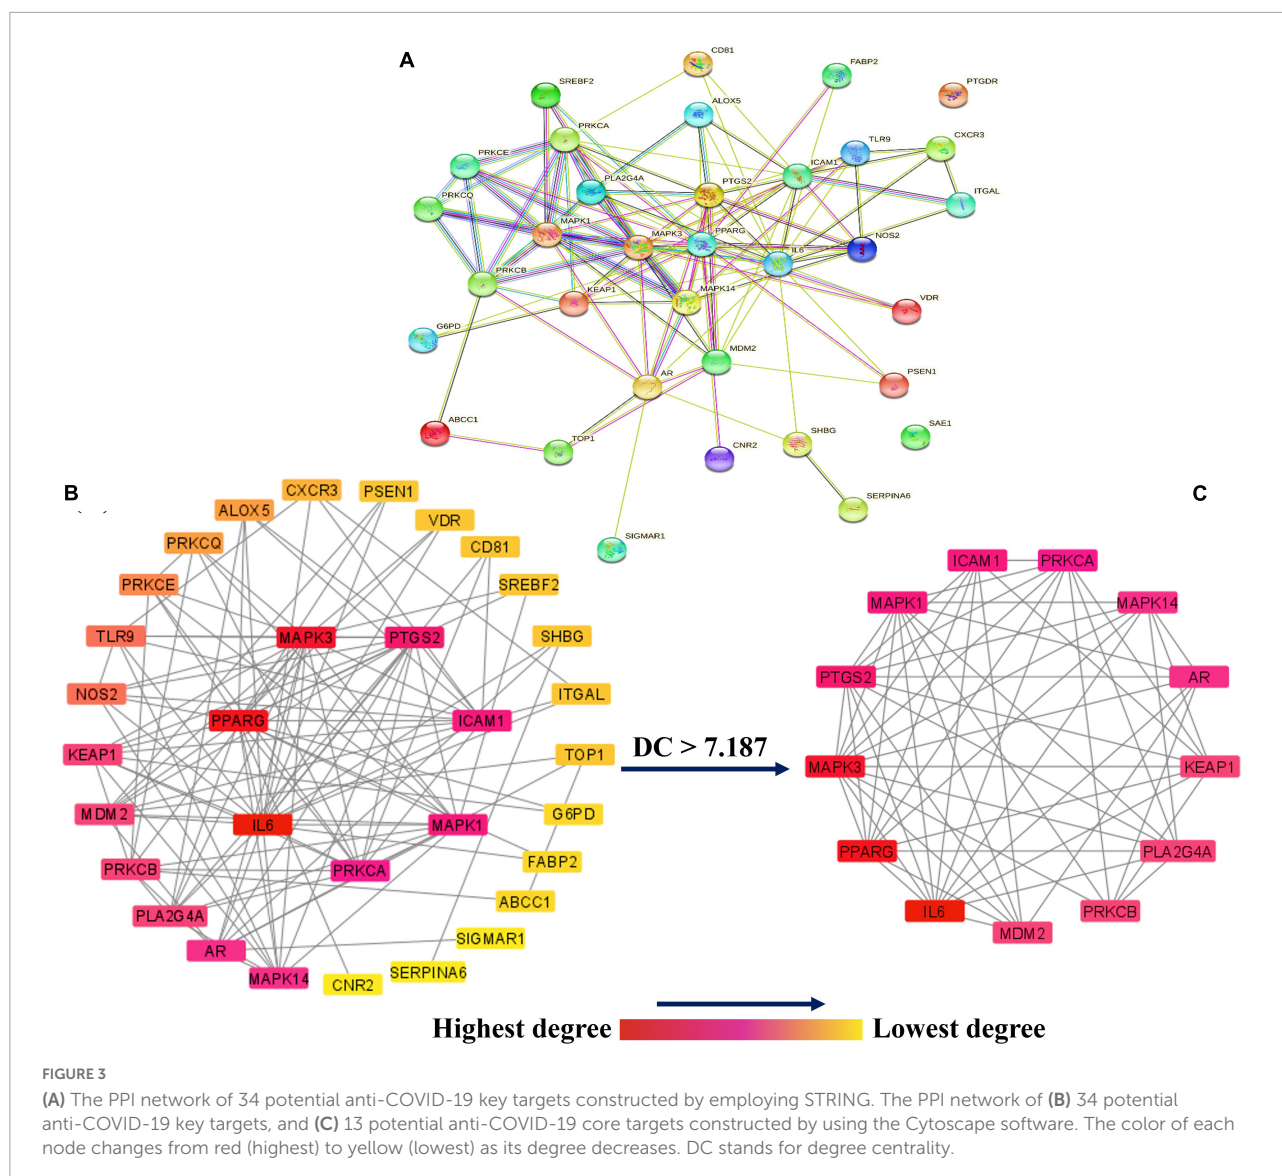 A
CD81
FABP2
SREBF2
PTGDR
ALOX5
PRKCA
TLR9
CXCR3
PRKCE
ICAM1
PLA2G4A
PTGS2
ITGAL
PRKCQ
MAPK1
MAPK3
PPARG
NOS2
IL6
PRKCB
KEAP1
MAPK14
VDR
G6PD
MDM2
AR
PSEN1
ABCC1
TOP1
CNR2
SHBG
SAE1
SERPINA6
SIGMAR1
B
CXCR3
PSEN1
ALOX5
VDR
PRKCQ
CD81
PRKCE
SREBF2
TLR9
MAPK3
PTGS2
SHBG
NOS2
PPARG
ICAM1
ITGAL
KEAP1
TOP1
MDM2
IL6
MAPK1
G6PD
PRKCB
PRKCA
FABP2
PLA2G4A
ABCC1
AR
SIGMAR1
MAPK14
CNR2
SERPINA6
DC > 7.187
C
ICAM1
PRKCA
MAPK1
MAPK14
PTGS2
AR
MAPK3
KEAP1
PPARG
PLA2G4A
IL6
PRKCB
MDM2
Highest degree
Lowest degree
FIGURE 3
(A) The PPI network of 34 potential anti-COVID-19 key targets constructed by employing STRING. The PPI network of (B) 34 potential
anti-COVID-19 key targets, and (C) 13 potential anti-COVID-19 core targets constructed by using the Cytoscape software. The color of each
node changes from red (highest) to yellow (lowest) as its degree decreases. DC stands for degree centrality.